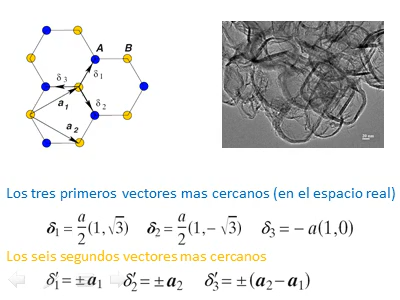 A B
δ₃ δ₁
a₁
δ₂
a₂
Los tres primeros vectores mas cercanos (en el espacio real)
δ₁ = a/2 (1, √3) δ₂ = a/2 (1, − √3) δ₃ = − a(1, 0)
Los seis segundos vectores mas cercanos
δ′₁ = ±a₁ δ′₂ = ±a₂ δ′₃ = ±(a₂ − a₁)